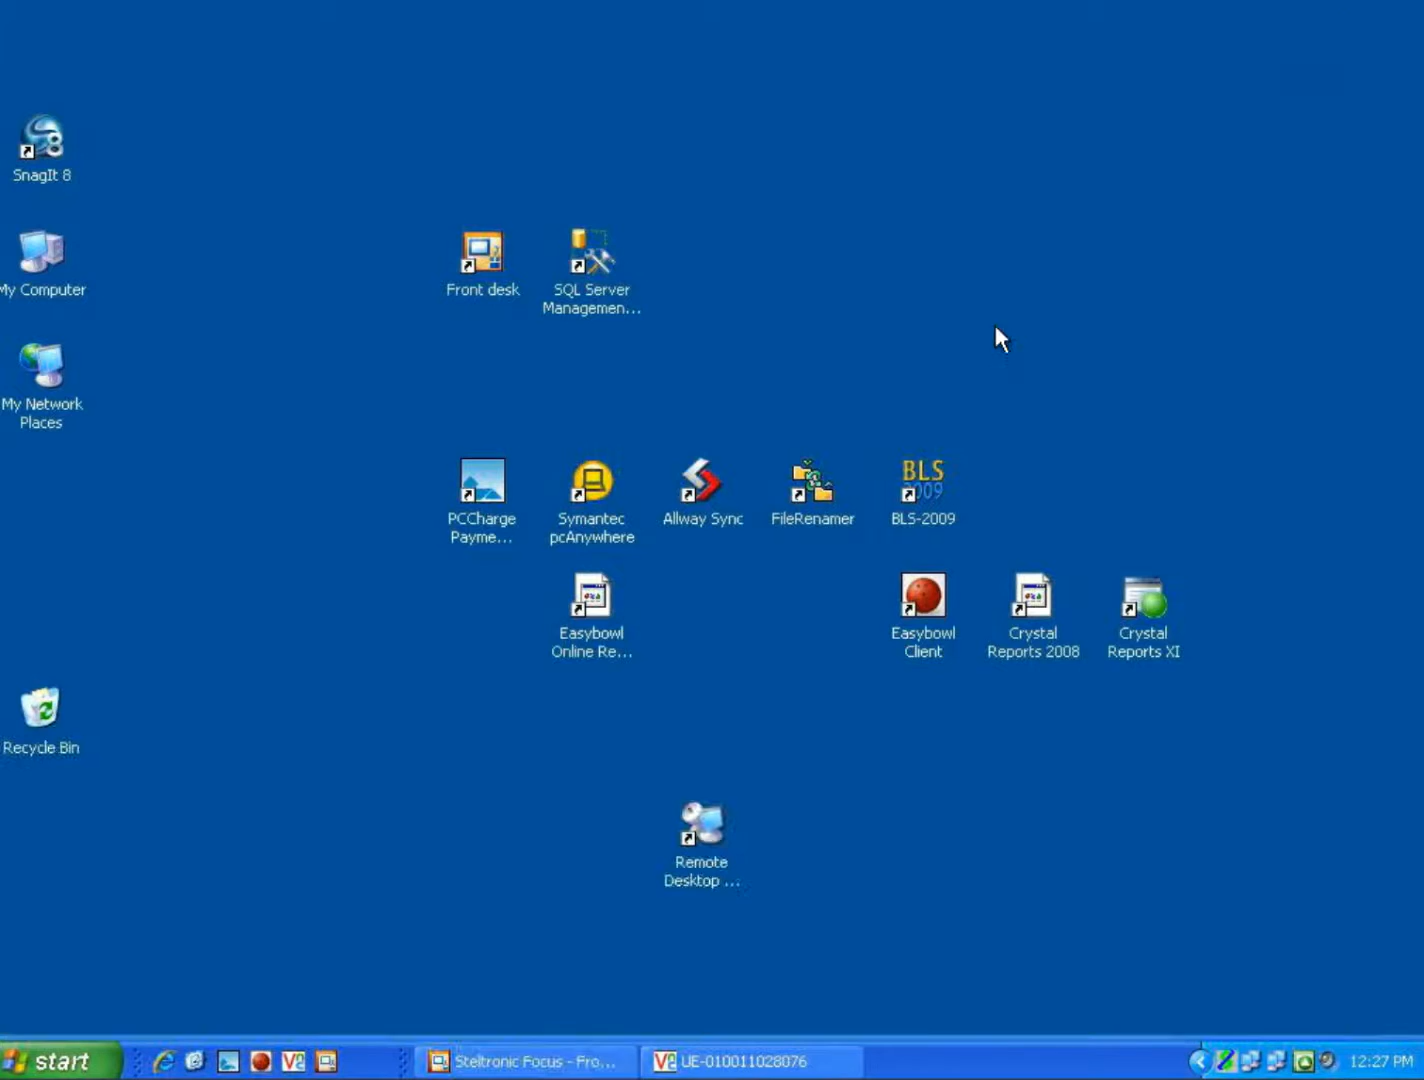 SnagIt 8
My Computer
My Network
Places
Recycle Bin
Front desk
SQL Server
Managemen...
PCCharge
Payme...
Symantec
pcAnywhere
Allway Sync
FileRenamer
BLS
2009
BLS-2009
Easybowl
Online Re...
Easybowl
Client
Crystal
Reports 2008
Crystal
Reports XI
Remote
Desktop ...
start
Steltronic Focus - Fro...
UE-010011028076
12:27 PM